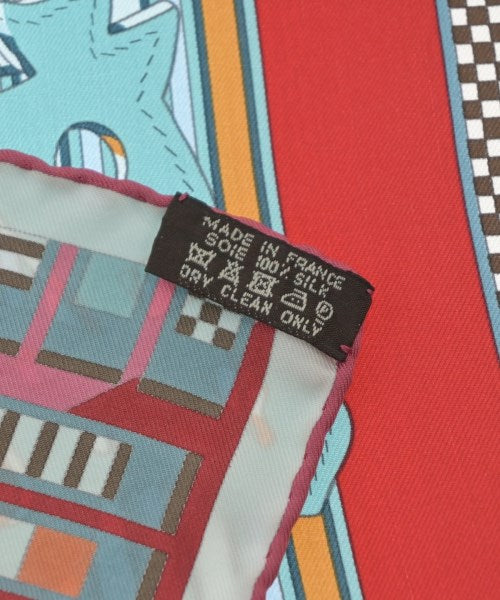 MADE IN FRANCE
SOIE 100% SILK
P
DRY CLEAN ONLY